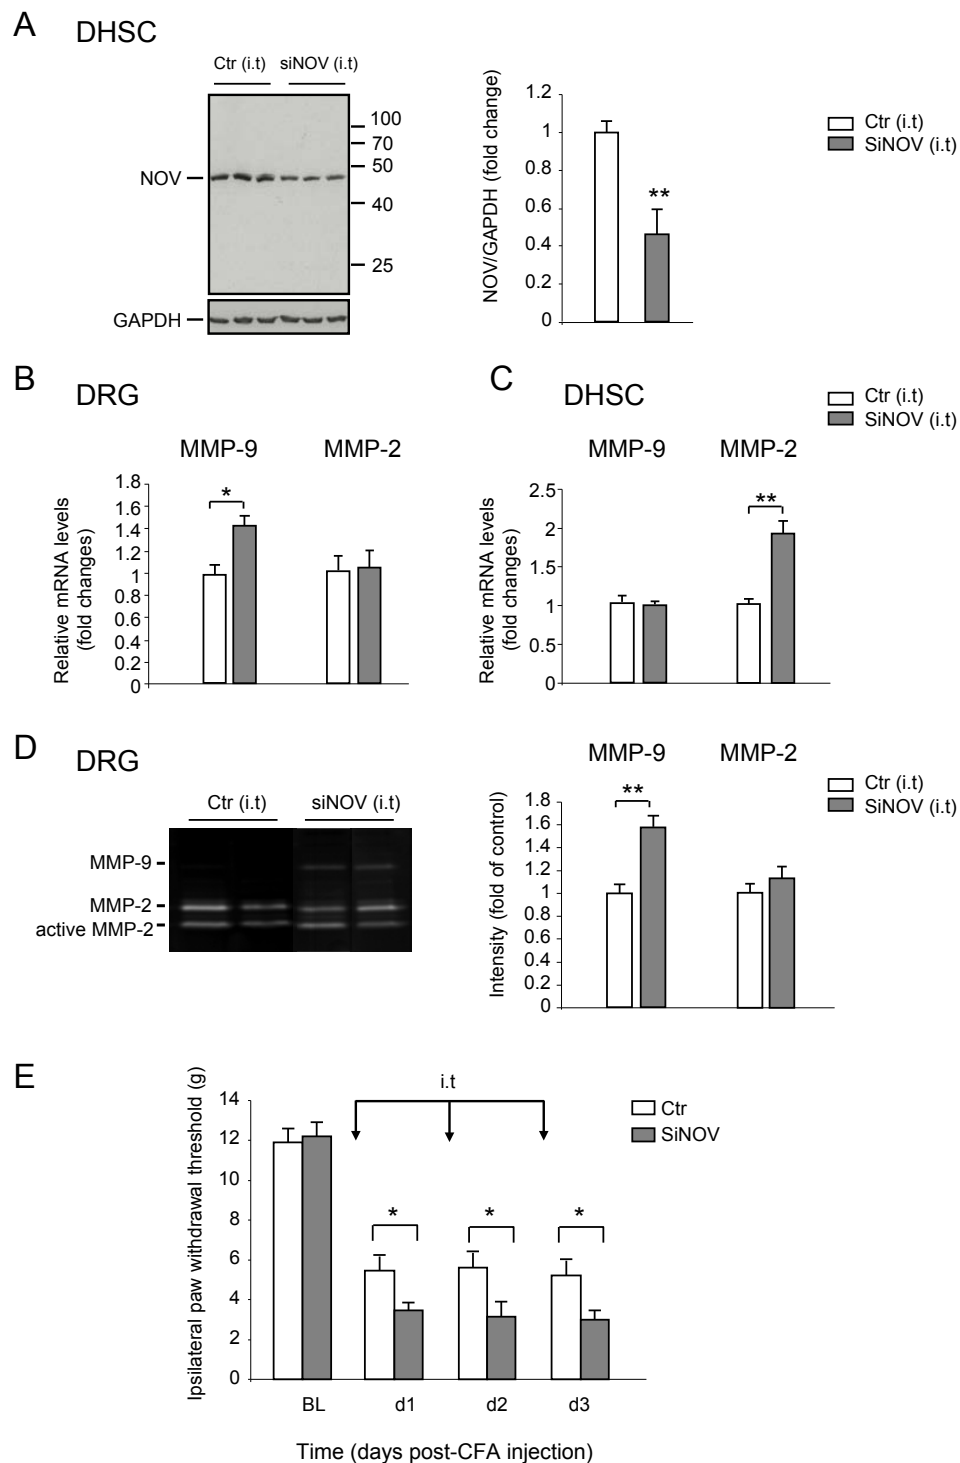 A DHSC
Ctr (i.t) siNOV (i.t)
100
70
50
NOV
40
25
GAPDH
NOV/GAPDH (fold change)
1.2
1
0.8
0.6
0.4
0.2
0
**
Ctr (i.t)
SiNOV (i.t)
B DRG
MMP-9 MMP-2
Relative mRNA levels
(fold changes)
1.8
1.6
1.4
1.2
1
0.8
0.6
0.4
0.2
0
*
C DHSC
Ctr (i.t)
SiNOV (i.t)
MMP-9 MMP-2
Relative mRNA levels
(fold changes)
2.5
2
1.5
1
0.5
0
**
D DRG
Ctr (i.t) siNOV (i.t)
MMP-9
MMP-2
active MMP-2
MMP-9 MMP-2
Ctr (i.t)
SiNOV (i.t)
Intensity (fold of control)
1.8
1.6
1.4
1.2
1
0.8
0.6
0.4
0.2
0
**
E
i.t
Ctr
SiNOV
Ipsilateral paw withdrawal threshold (g)
14
12
10
8
6
4
2
0
* * *
BL d1 d2 d3
Time (days post-CFA injection)